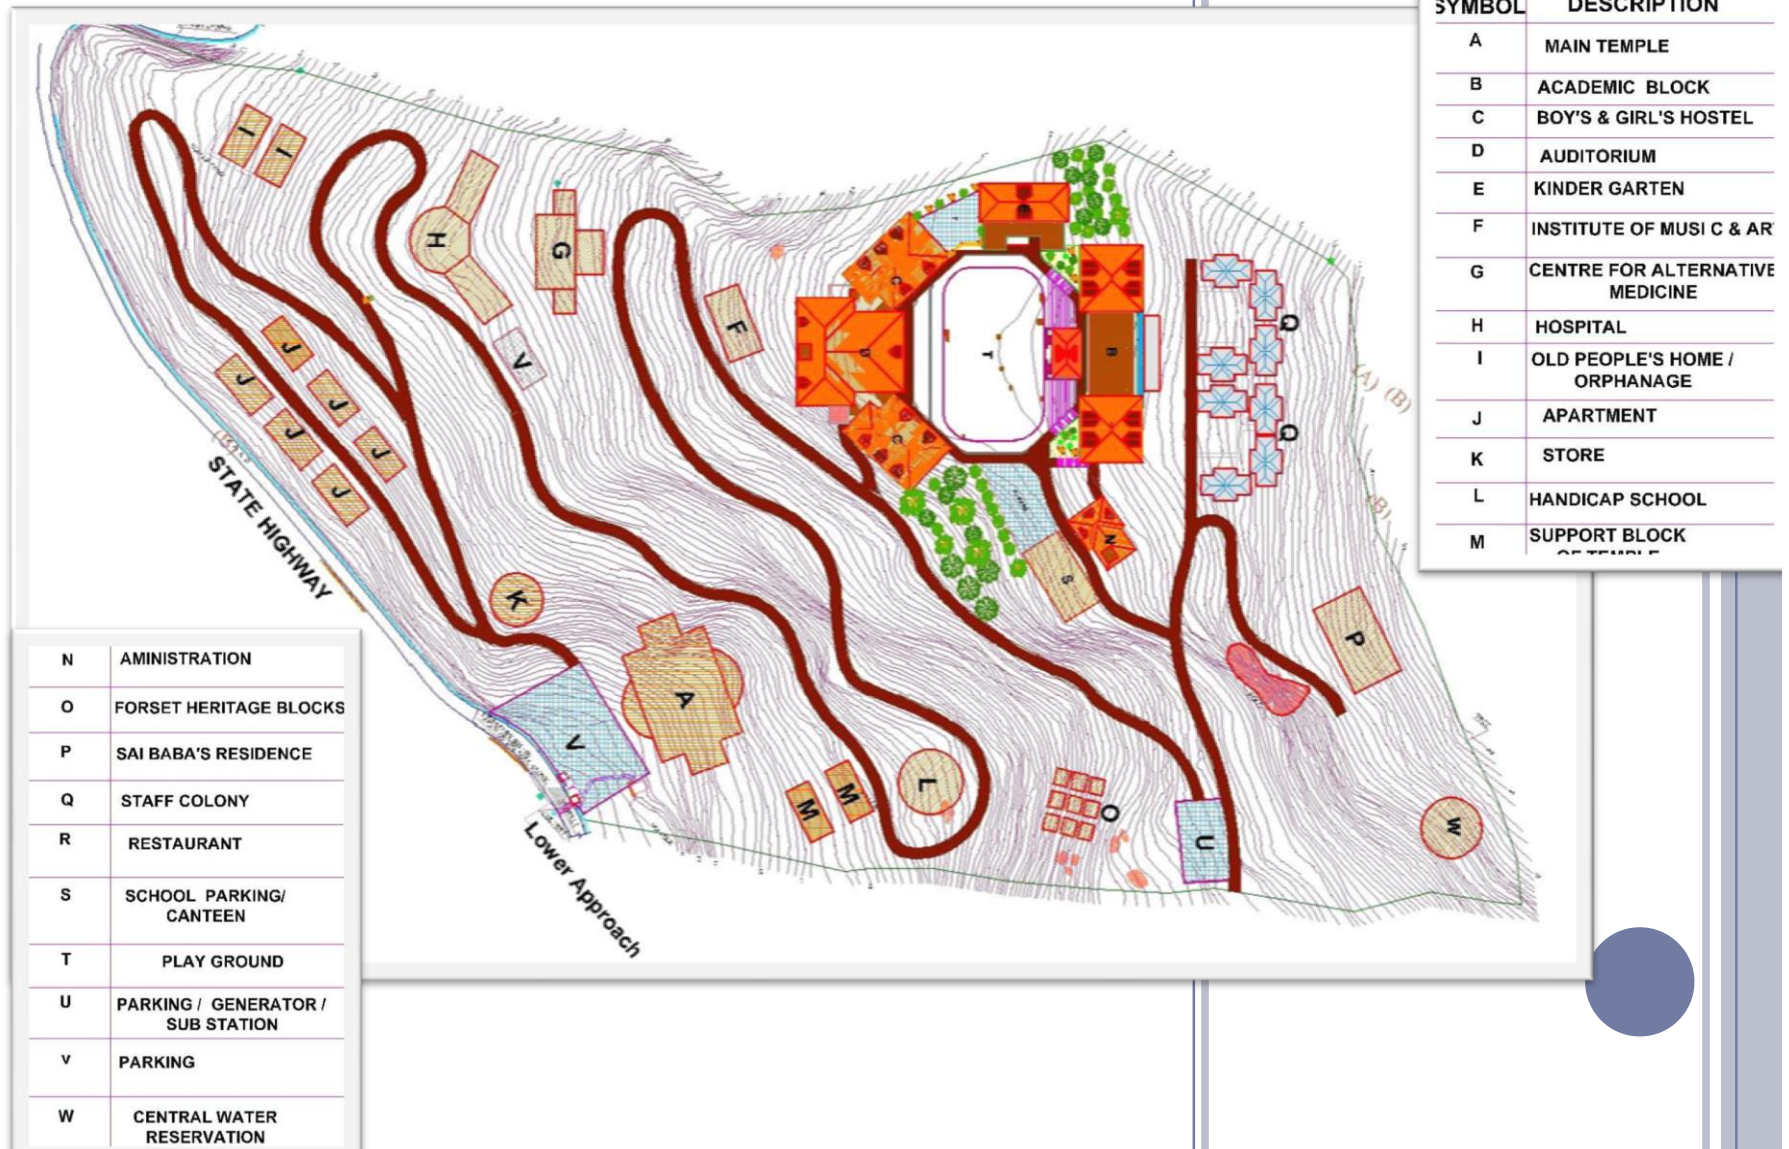 SYMBOL DESCRIPTION
A MAIN TEMPLE
B ACADEMIC BLOCK
C BOY'S & GIRL'S HOSTEL
D AUDITORIUM
E KINDER GARTEN
F INSTITUTE OF MUSI C & AR
G CENTRE FOR ALTERNATIVE
MEDICINE
H HOSPITAL
I OLD PEOPLE'S HOME /
ORPHANAGE
J APARTMENT
K STORE
L HANDICAP SCHOOL
M SUPPORT BLOCK
OF TEMPLE
I
I
H
G
V
F
E
C
D
T
B
C
Q
Q
(A) (B)
(B)
J
J
J
J
J
J
STATE HIGHWAY
K
N
S
P
A
V
M
M
L
O
U
W
Lower Approach
N AMINISTRATION
O FORSET HERITAGE BLOCKS
P SAI BABA'S RESIDENCE
Q STAFF COLONY
R RESTAURANT
S SCHOOL PARKING/
CANTEEN
T PLAY GROUND
U PARKING / GENERATOR /
SUB STATION
V PARKING
W CENTRAL WATER
RESERVATION